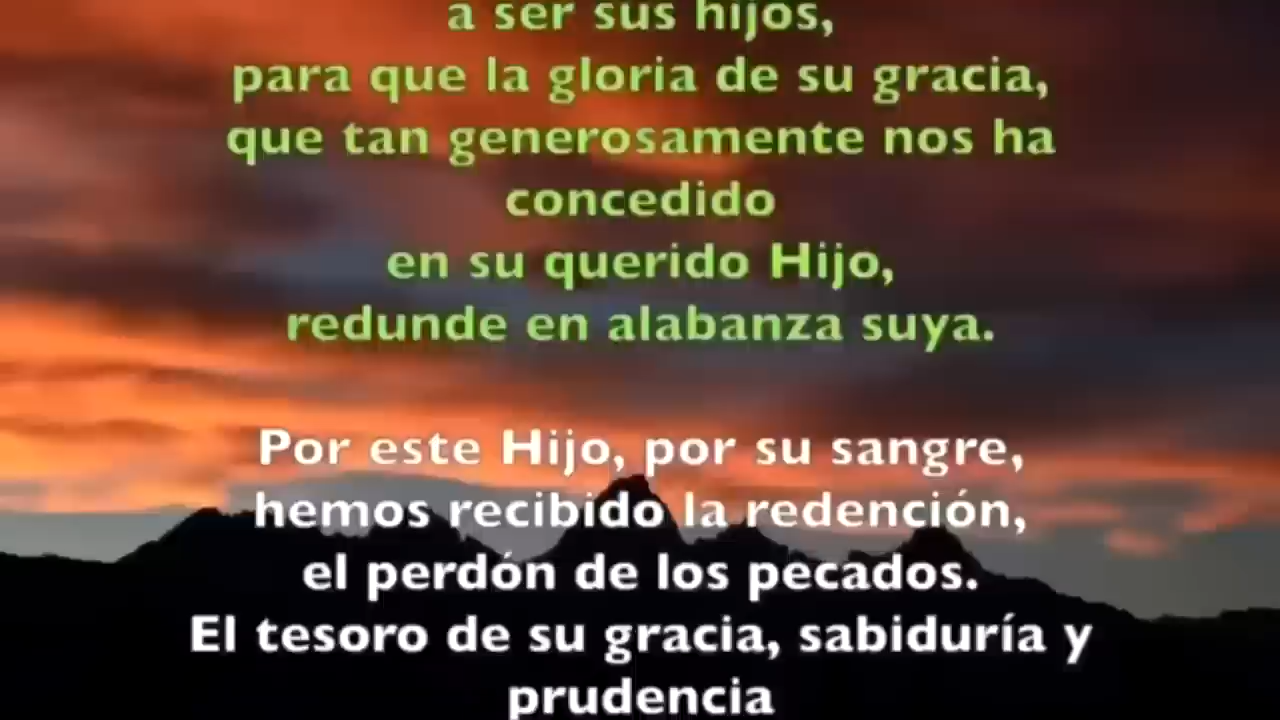 a ser sus hijos,
para que la gloria de su gracia,
que tan generosamente nos ha
concedido
en su querido Hijo,
redunde en alabanza suya.
Por este Hijo, por su sangre,
hemos recibido la redención,
el perdón de los pecados.
El tesoro de su gracia, sabiduría y
prudencia